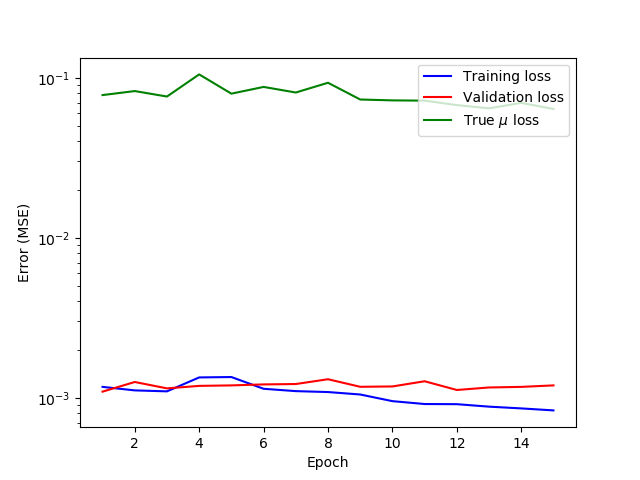 Training loss
Validation loss
True μ loss
10⁻¹
10⁻²
10⁻³
Error (MSE)
2 4 6 8 10 12 14
Epoch